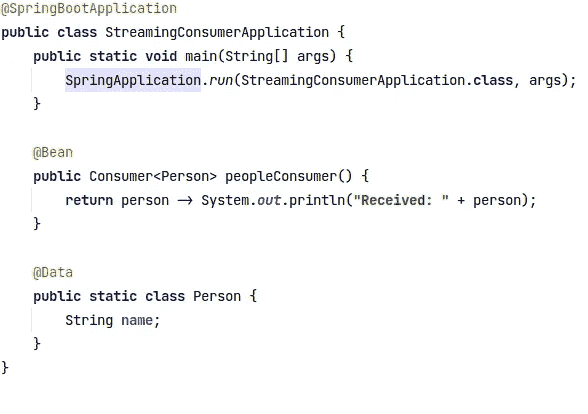 @SpringBootApplication
public class StreamingConsumerApplication {
    public static void main(String[] args) {
        SpringApplication.run(StreamingConsumerApplication.class, args);
    }

    @Bean
    public Consumer<Person> peopleConsumer() {
        return person → System.out.println("Received: " + person);
    }

    @Data
    public static class Person {
        String name;
    }
}